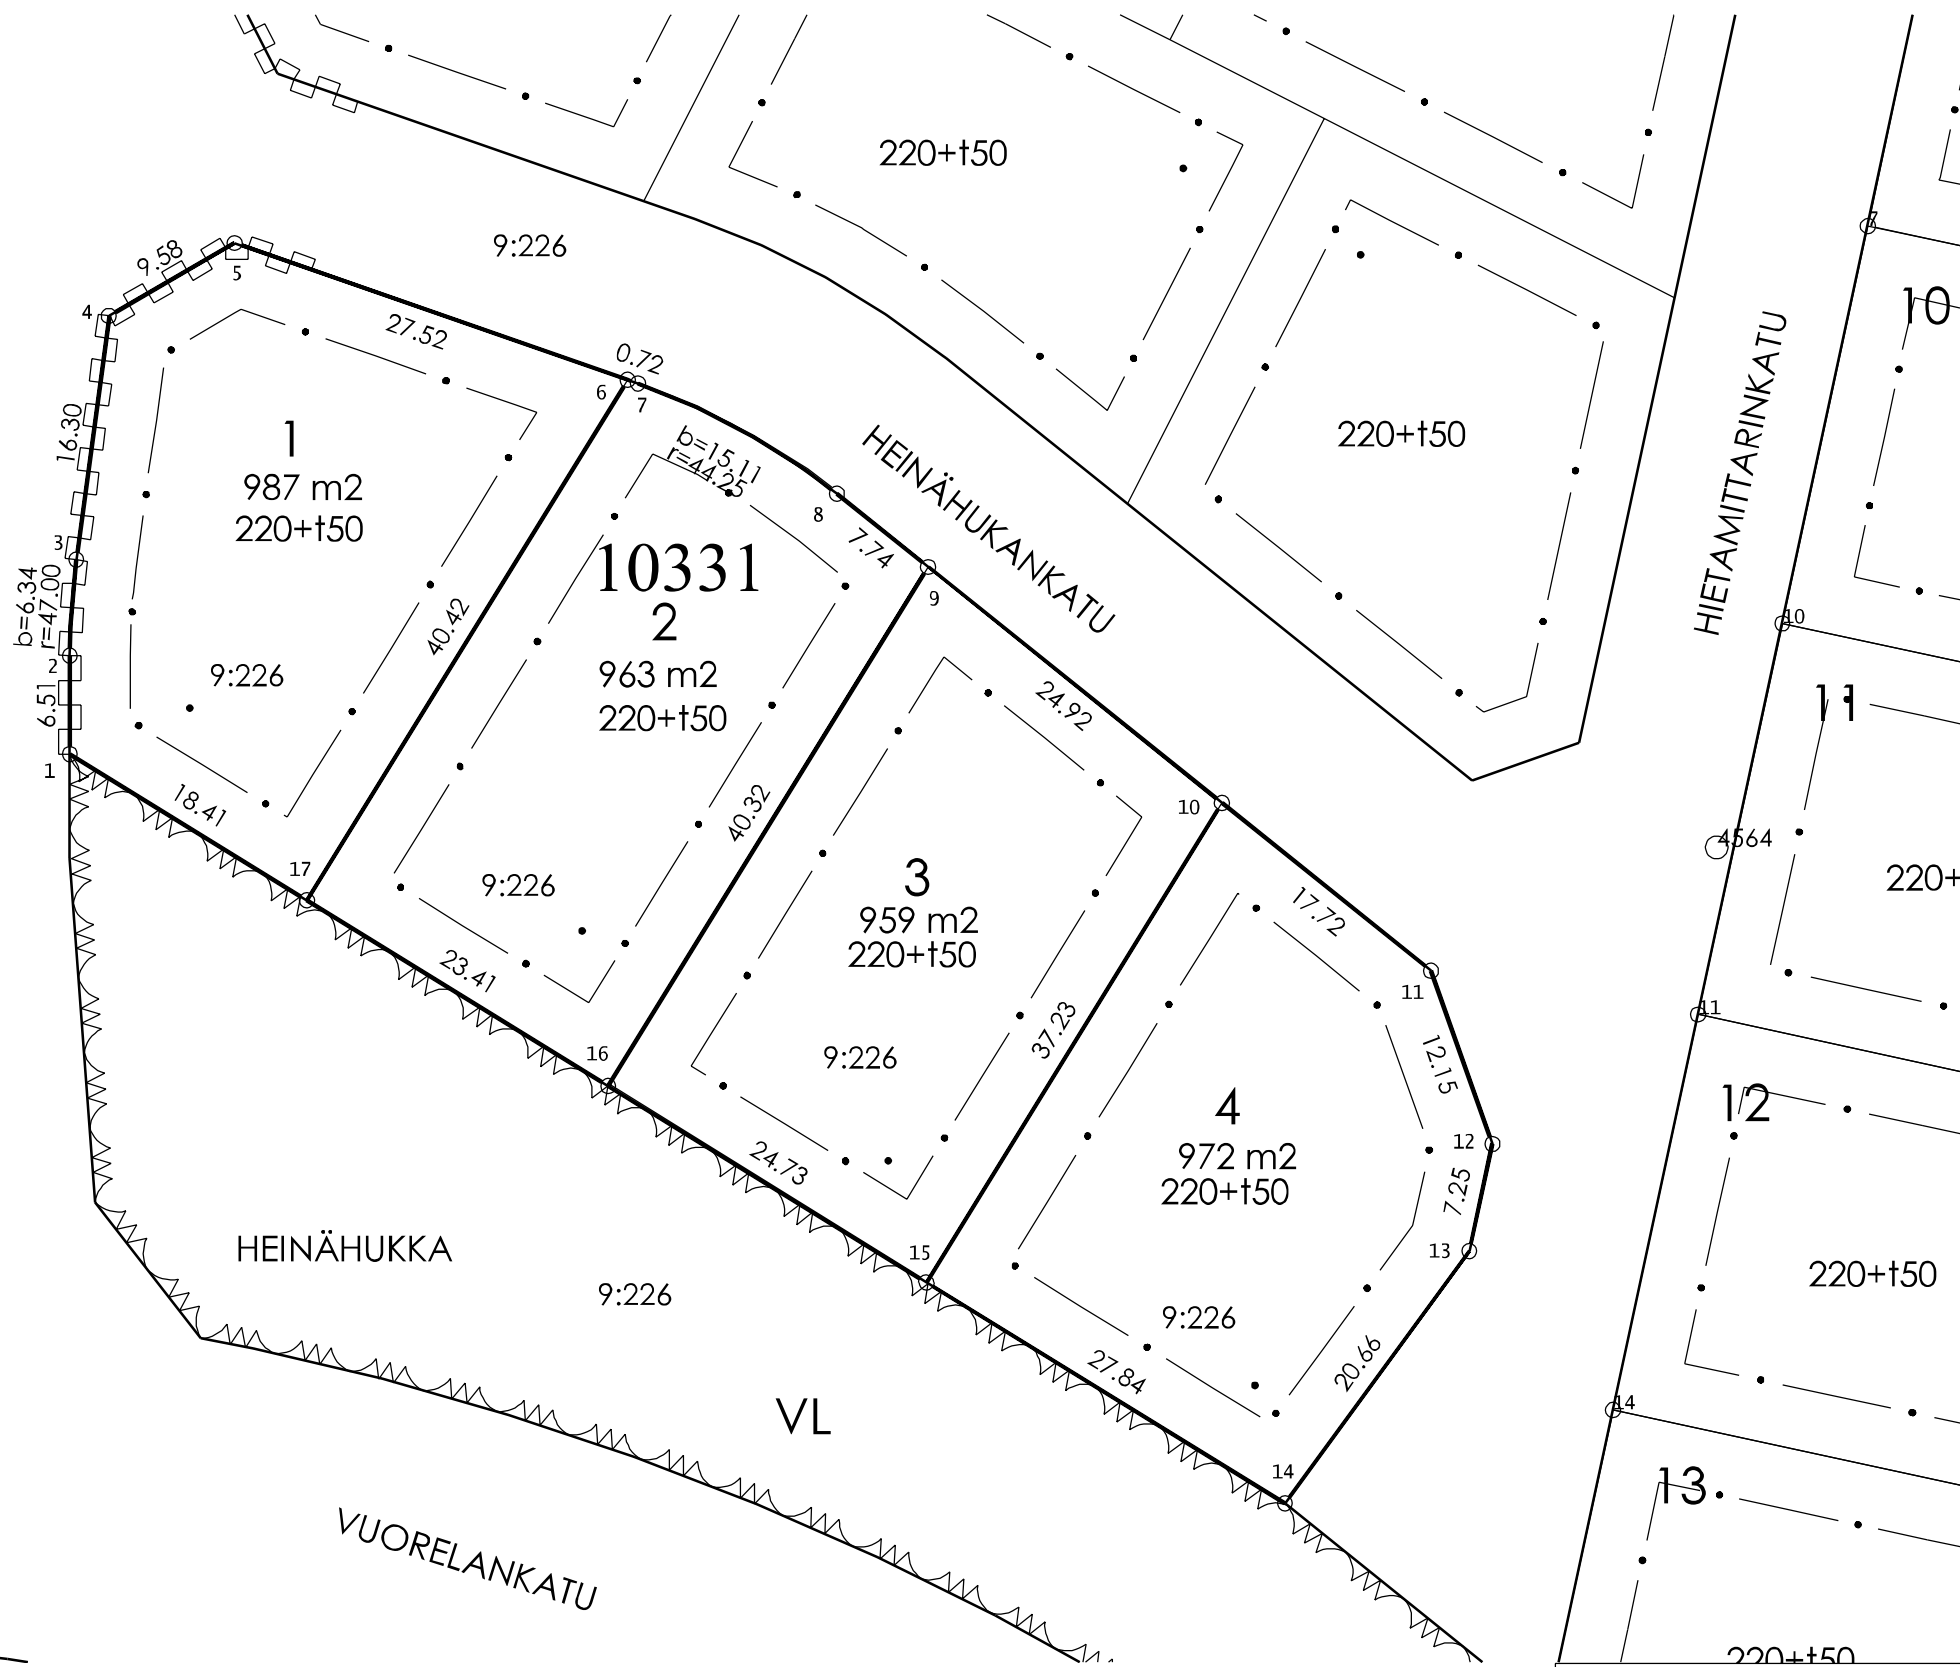 220+t50
9:226
9.58
5
4
27.52
0.72
6
7
7
10
16.30
1
987 m2
220+t50
b=15.11
r=44.25
8
7.74
HEINÄHUKANKATU
220+t50
HIETAMITTARINKATU
3
b=6.34
r=47.00
2
6.51
1
9:226
40.42
10331
2
963 m2
220+t50
9
24.92
10
10
11
4564
18.41
17
9:226
40.32
3
959 m2
220+t50
17.72
11
220+
23.41
16
9:226
37.23
12.15
11
12
4
972 m2
220+t50
12
7.25
13
24.73
15
9:226
20.66
27.84
14
HEINÄHUKKA
9:226
VL
VUORELANKATU
220+t50
14
13
220+t50